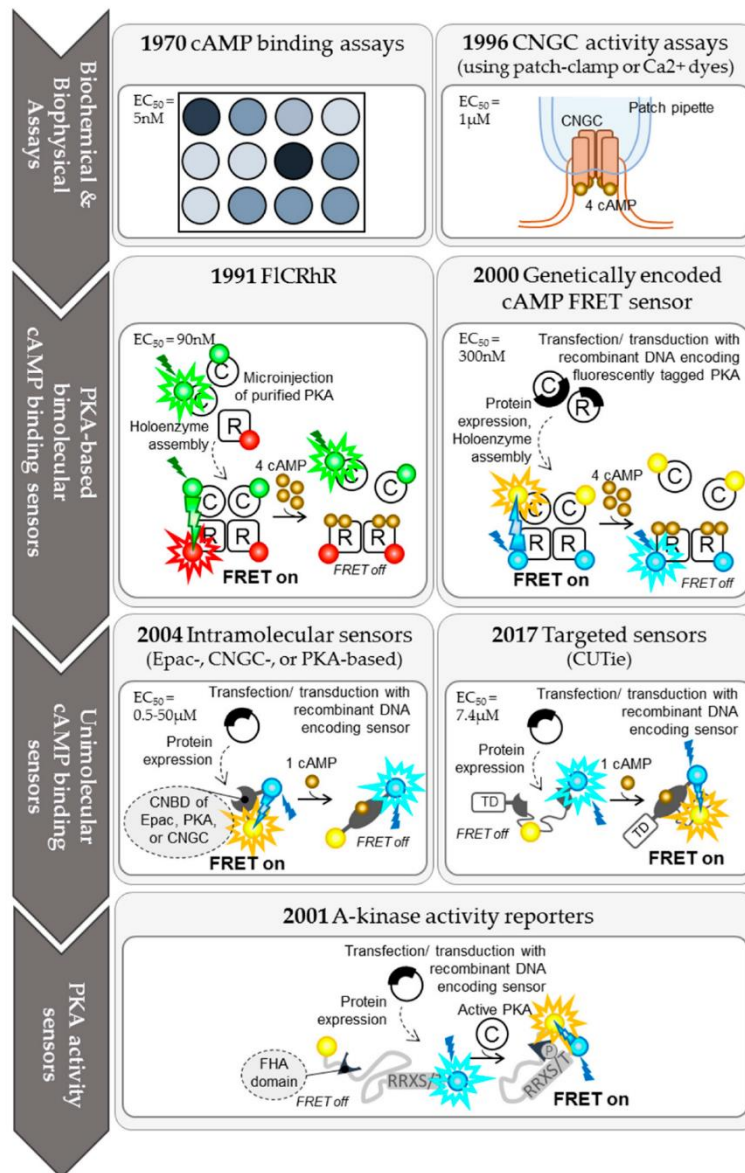 Biochemical &
Biophysical
Assays
1970 cAMP binding assays
EC50 =
5nM
1996 CNGC activity assays
(using patch-clamp or Ca2+ dyes)
EC50 =
1µM
Patch pipette
CNGC
4 cAMP
PKA-based
bimolecular
cAMP binding sensors
1991 FlCRhR
EC50 = 90nM
C
C
Microinjection
of purified PKA
R
Holoenzyme
assembly
4 cAMP
C
C
C C
R R
R R
FRET on
FRET off
2000 Genetically encoded
cAMP FRET sensor
EC50 =
300nM
Transfection/ transduction with
recombinant DNA encoding
fluorescently tagged PKA
C
R
Protein
expression,
Holoenzyme
assembly
4 cAMP
C
C
C C
R R
R R
FRET on
FRET off
Unimolecular
cAMP binding
sensors
2004 Intramolecular sensors
(Epac-, CNGC-, or PKA-based)
EC50 =
0.5-50µM
Transfection/ transduction with
recombinant DNA
encoding sensor
Protein
expression
1 cAMP
CNBD of
Epac, PKA,
or CNGC
FRET on
FRET off
2017 Targeted sensors
(CUTie)
EC50 =
7.4µM
Transfection/ transduction with
recombinant DNA
encoding sensor
Protein
expression
1 cAMP
TD
FRET off
TD
FRET on
PKA activity
sensors
2001 A-kinase activity reporters
Transfection/ transduction with
recombinant DNA
encoding sensor
Protein
expression
Active PKA
C
FHA
domain
FRET off
RRXS/
P
RRXS/T
FRET on